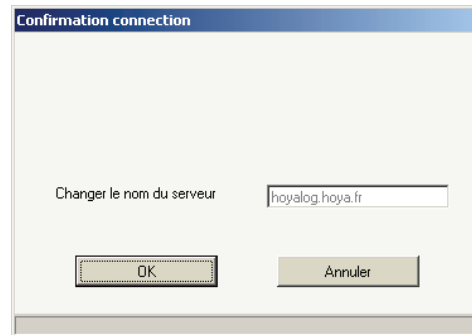 Confirmation connection
Changer le nom du serveur
hoyalog.hoya.fr
OK
Annuler